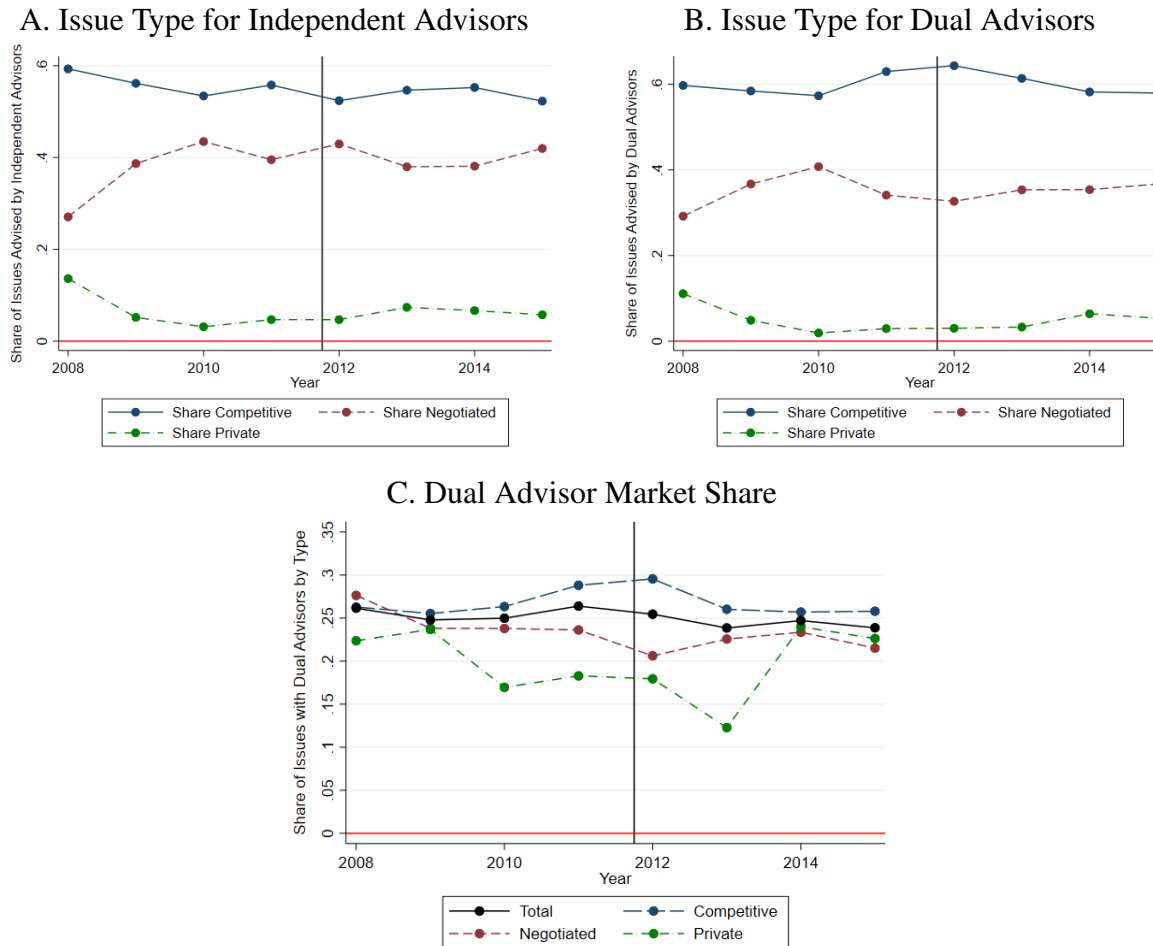 A. Issue Type for Independent Advisors
Share of Issues Advised by Independent Advisors
.6
.4
.2
0
2008 2010 2012 2014
Year
Share Competitive Share Negotiated
Share Private
B. Issue Type for Dual Advisors
Share of Issues Advised by Dual Advisors
.6
.4
.2
0
2008 2010 2012 2014
Year
Share Competitive Share Negotiated
Share Private
C. Dual Advisor Market Share
Share of Issues with Dual Advisors by Type
.35
.3
.25
.2
.15
.1
.05
0
2008 2010 2012 2014
Year
Total Competitive
Negotiated Private